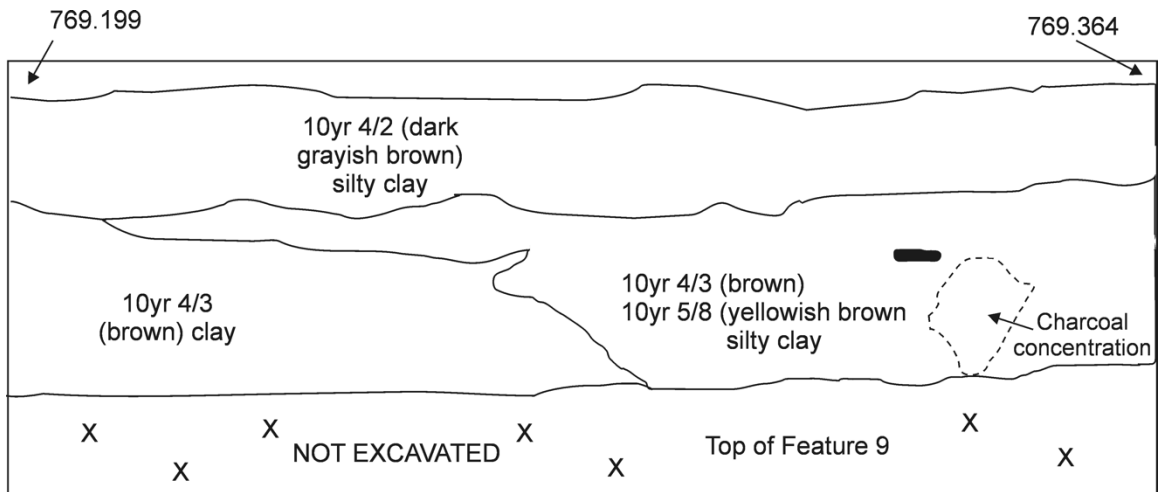 769.199
769.364
10yr 4/2 (dark
grayish brown)
silty clay
10yr 4/3
(brown) clay
10yr 4/3 (brown)
10yr 5/8 (yellowish brown
silty clay
Charcoal
concentration
X
X
X
X
X
X
X
NOT EXCAVATED
Top of Feature 9